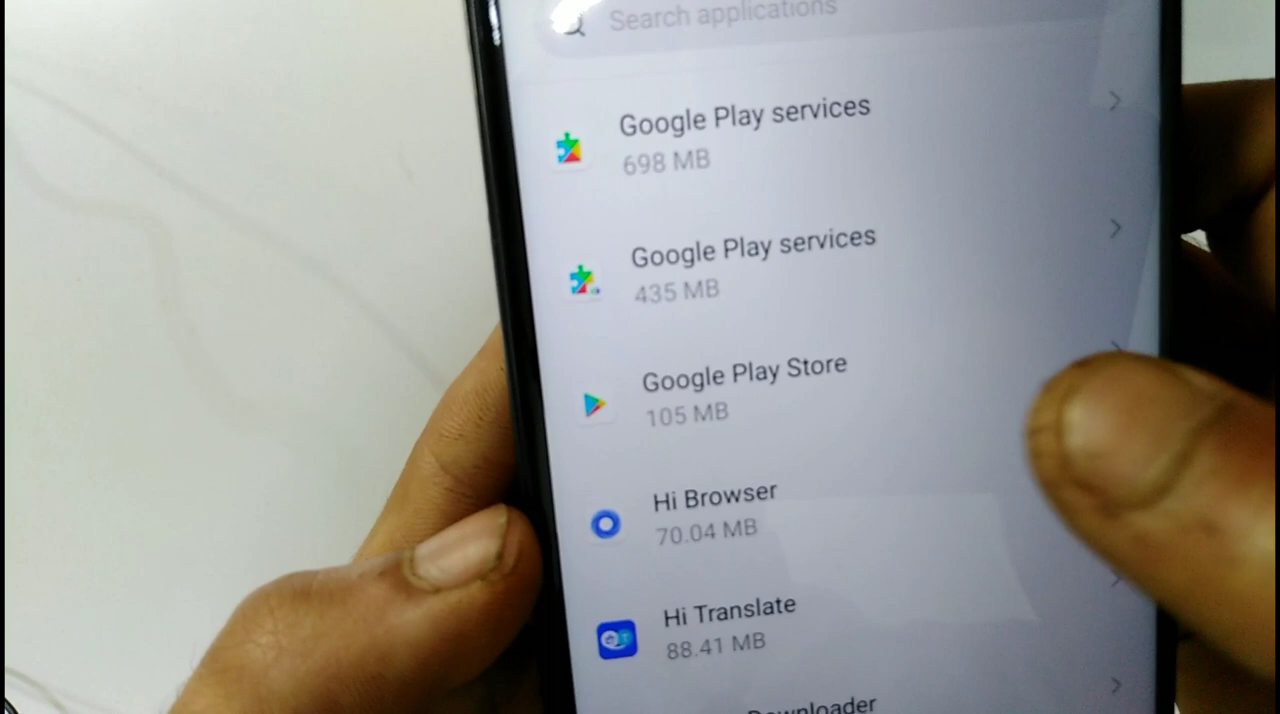 Search applications
Google Play services
698 MB
Google Play services
435 MB
Google Play Store
105 MB
Hi Browser
70.04 MB
Hi Translate
88.41 MB
Downloader